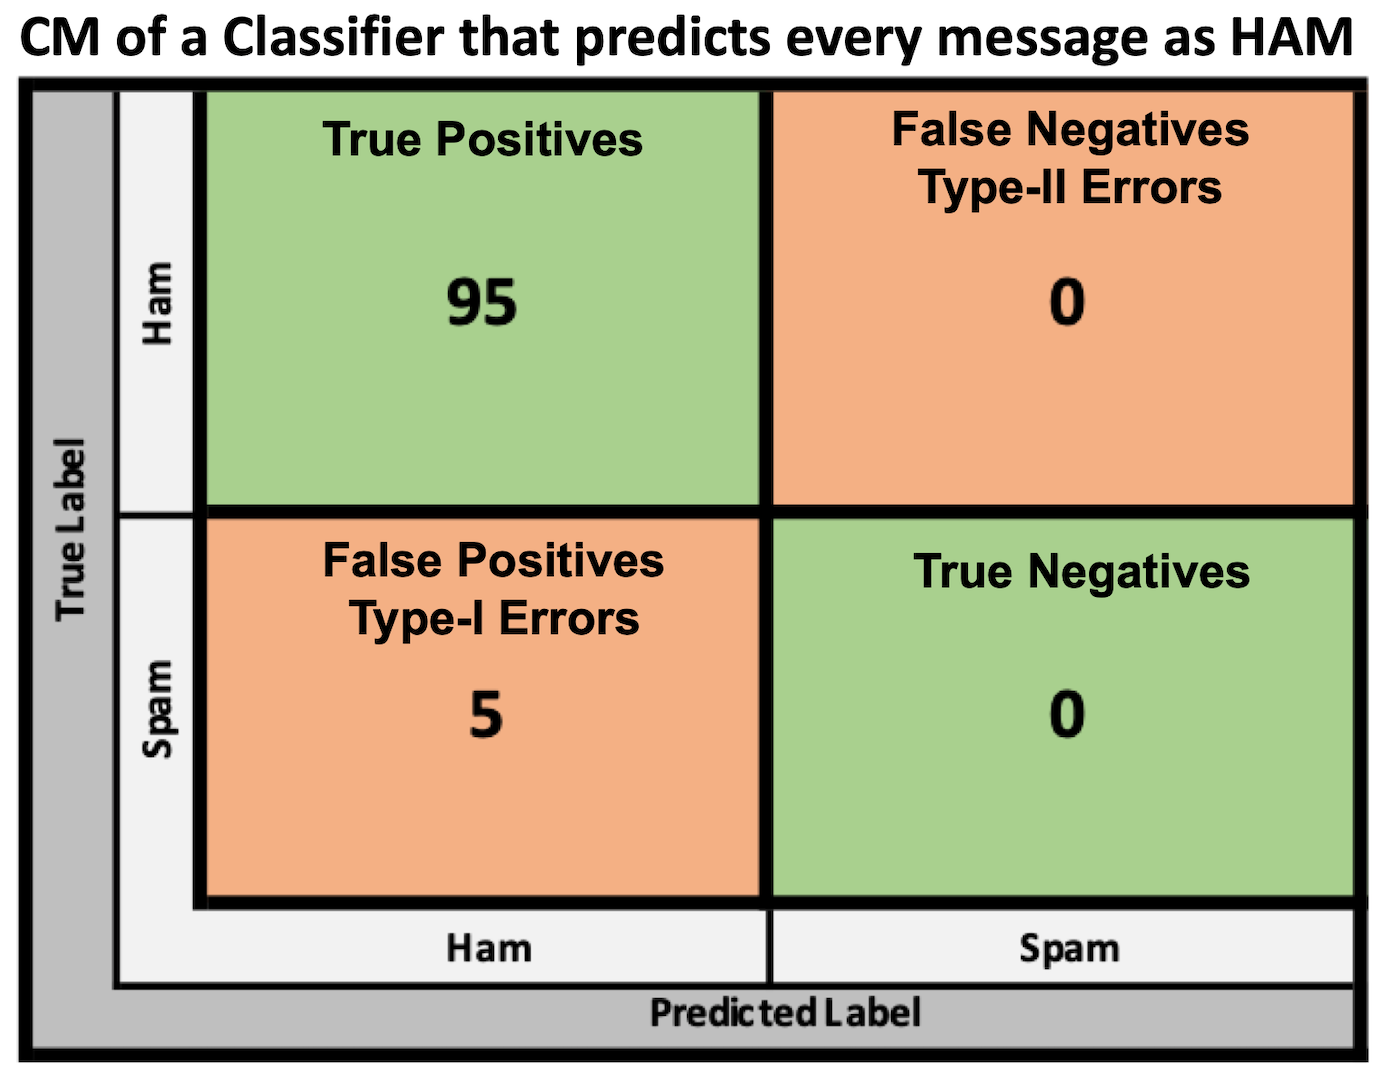 CM of a Classifier that predicts every message as HAM
True Label
Ham
True Positives
95
False Negatives
Type-II Errors
0
Spam
False Positives
Type-I Errors
5
True Negatives
0
Ham
Spam
Predicted Label